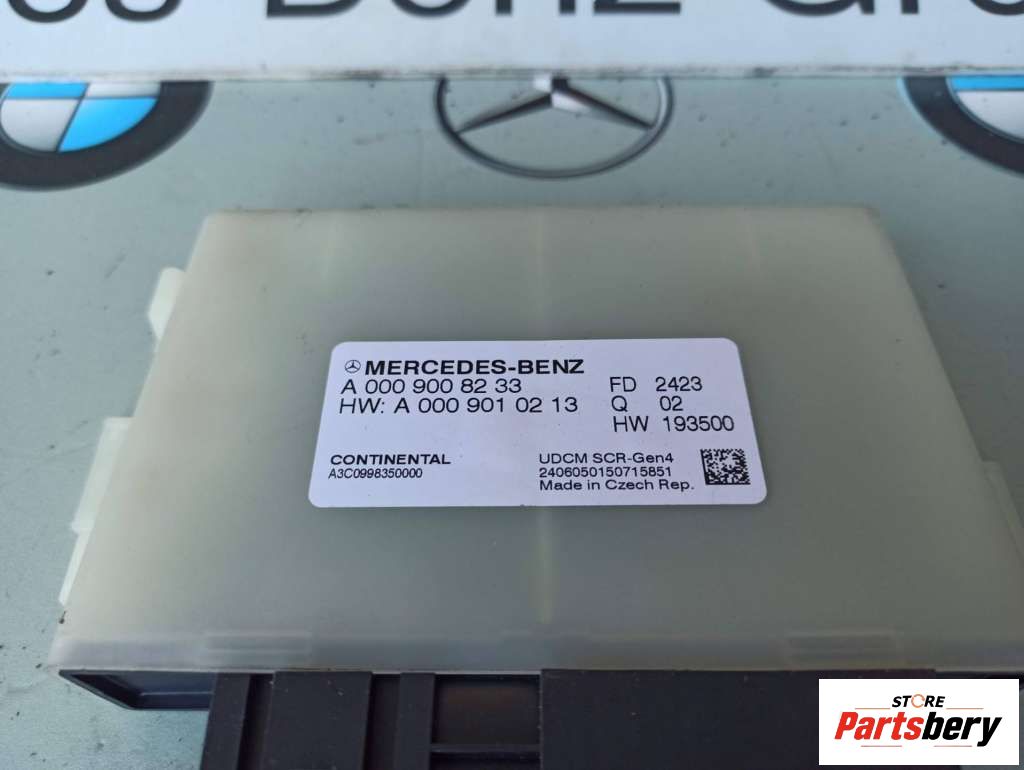 Benz
MERCEDES-BENZ
A 000 900 82 33
HW: A 000 901 02 13
FD 2423
Q 02
HW 193500
CONTINENTAL
A3C0998350000
UDCM SCR-Gen4
2406050150715851
Made in Czech Rep.
STORE
Partsbery